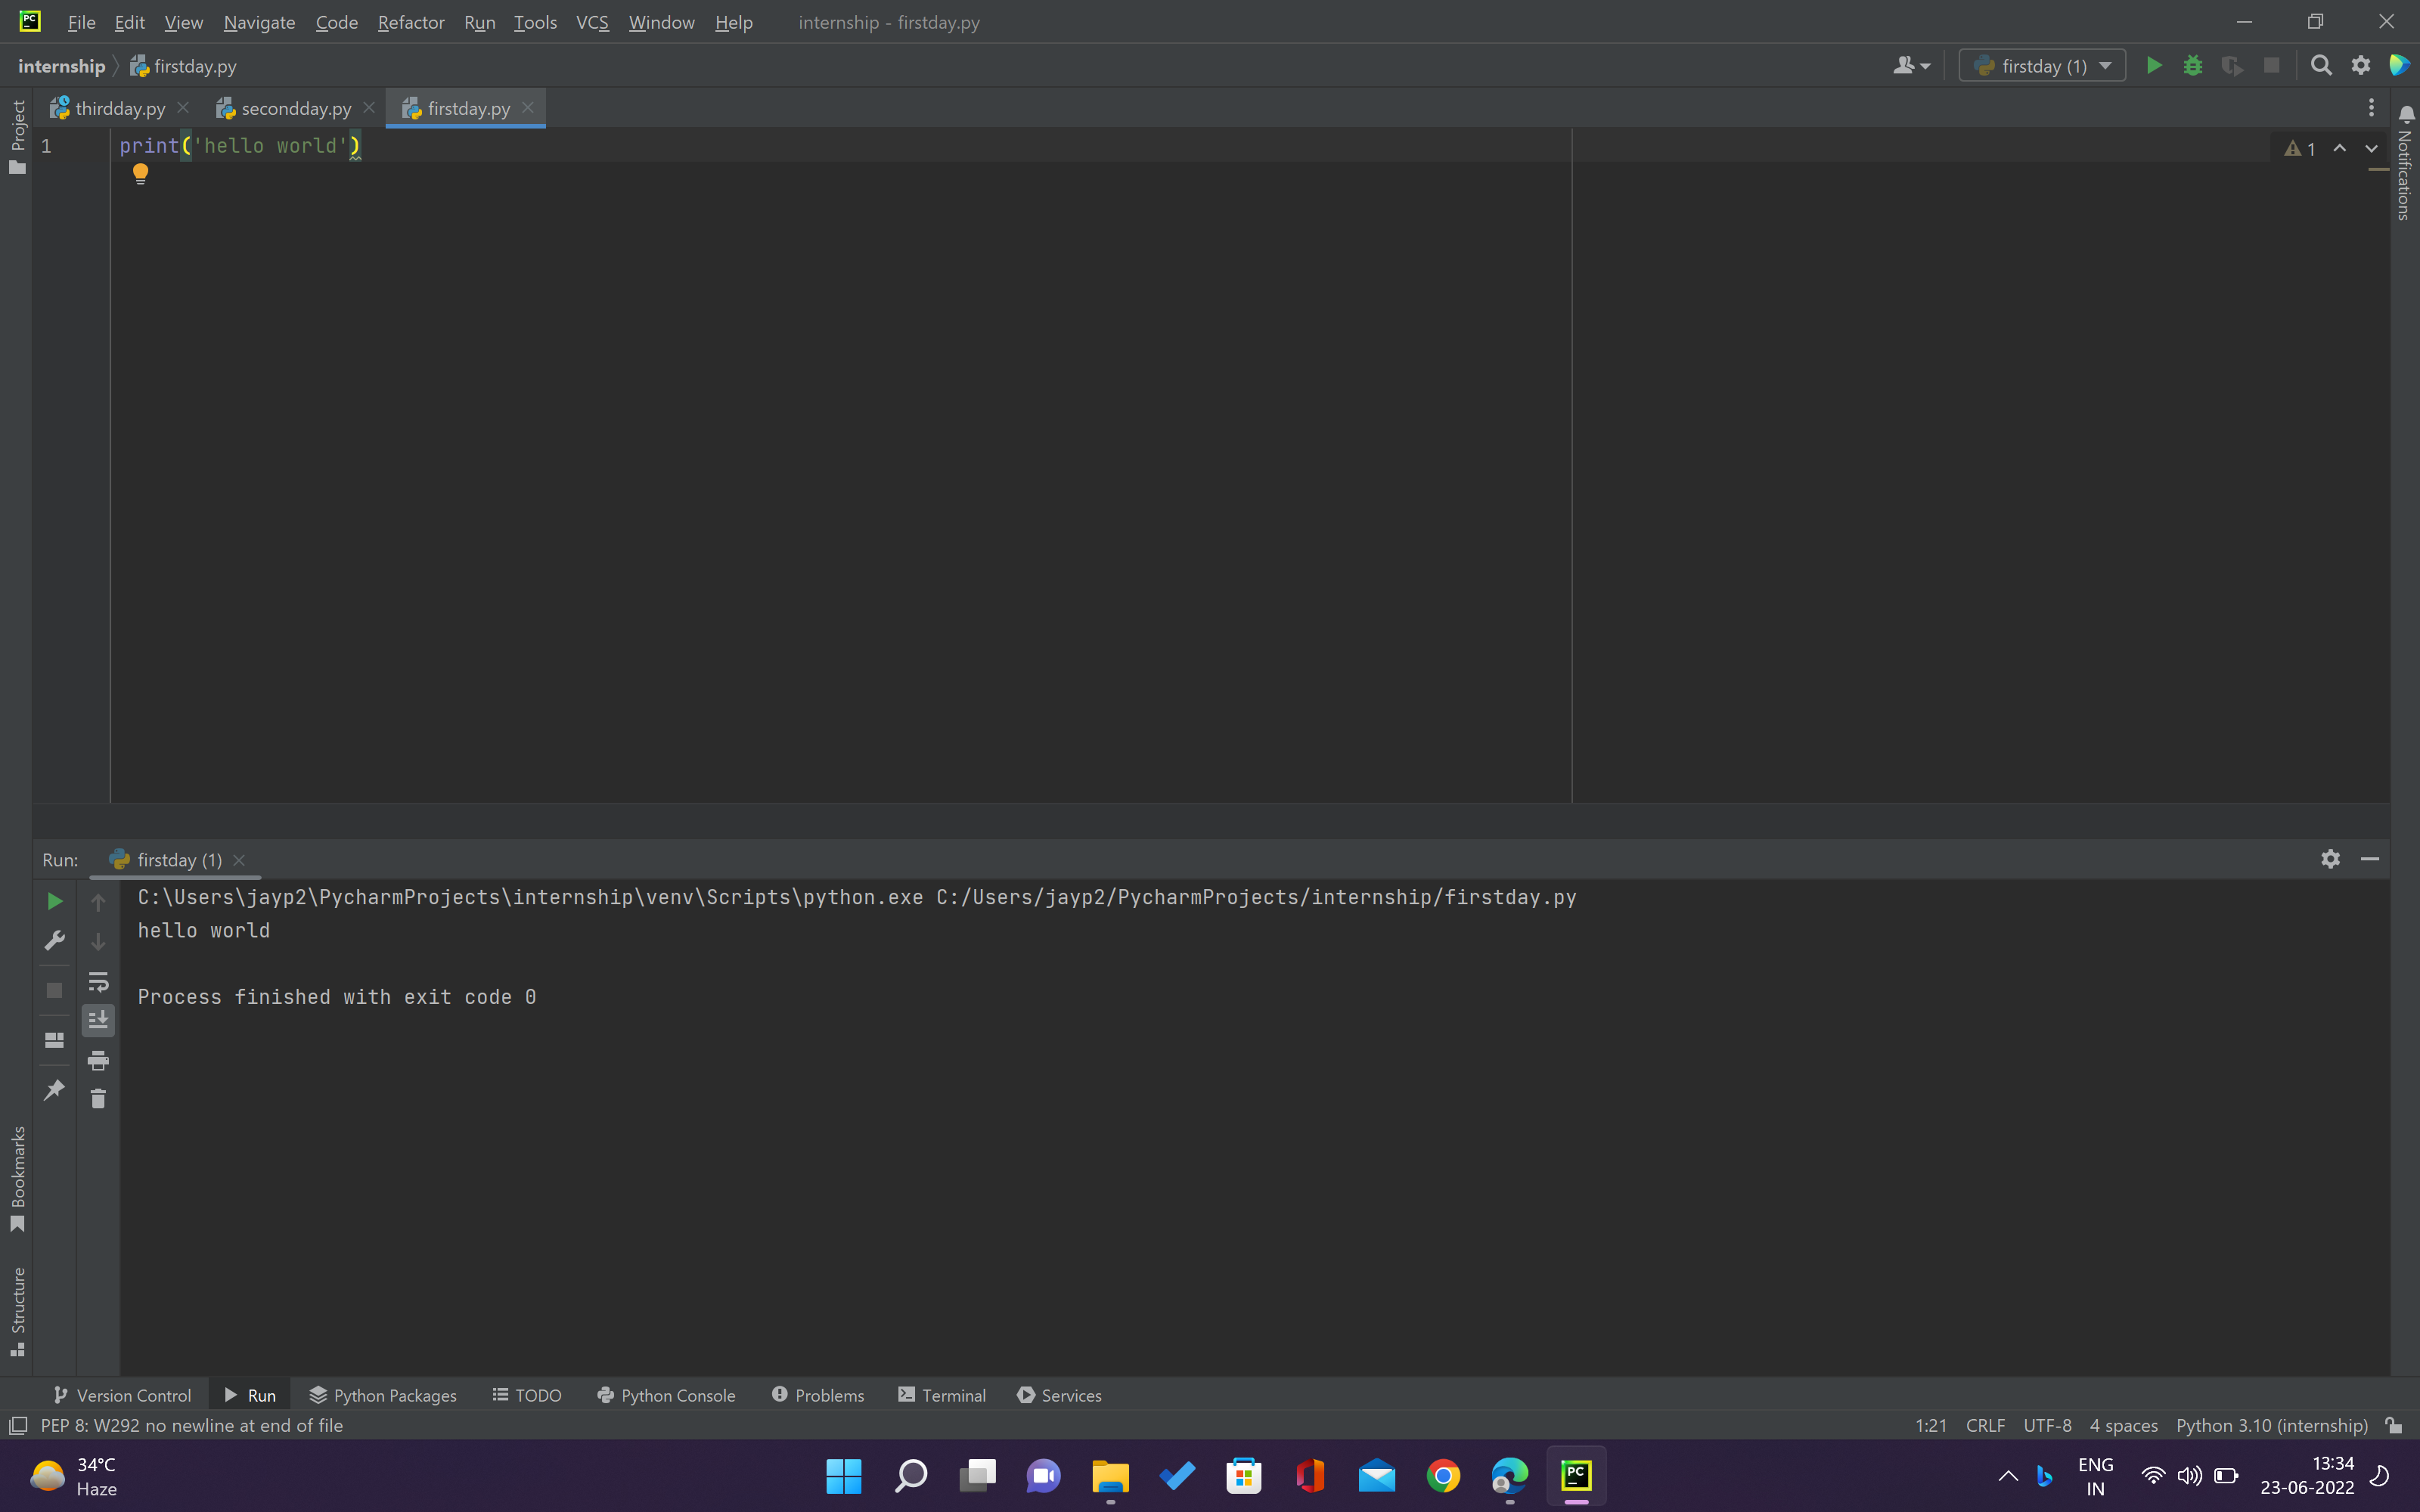 PC
File Edit View Navigate Code Refactor Run Tools VCS Window Help internship - firstday.py
internship firstday.py
firstday (1)
thirdday.py secondday.py firstday.py
1 print('hello world')
1
Project
Notifications
Bookmarks
Structure
Run: firstday (1)
C:\Users\jayp2\PycharmProjects\internship\venv\Scripts\python.exe C:/Users/jayp2/PycharmProjects/internship/firstday.py
hello world
Process finished with exit code 0
Version Control Run Python Packages TODO Python Console Problems Terminal Services
PEP 8: W292 no newline at end of file
1:21 CRLF UTF-8 4 spaces Python 3.10 (internship)
34°C
Haze
PC
ENG
IN
13:34
23-06-2022